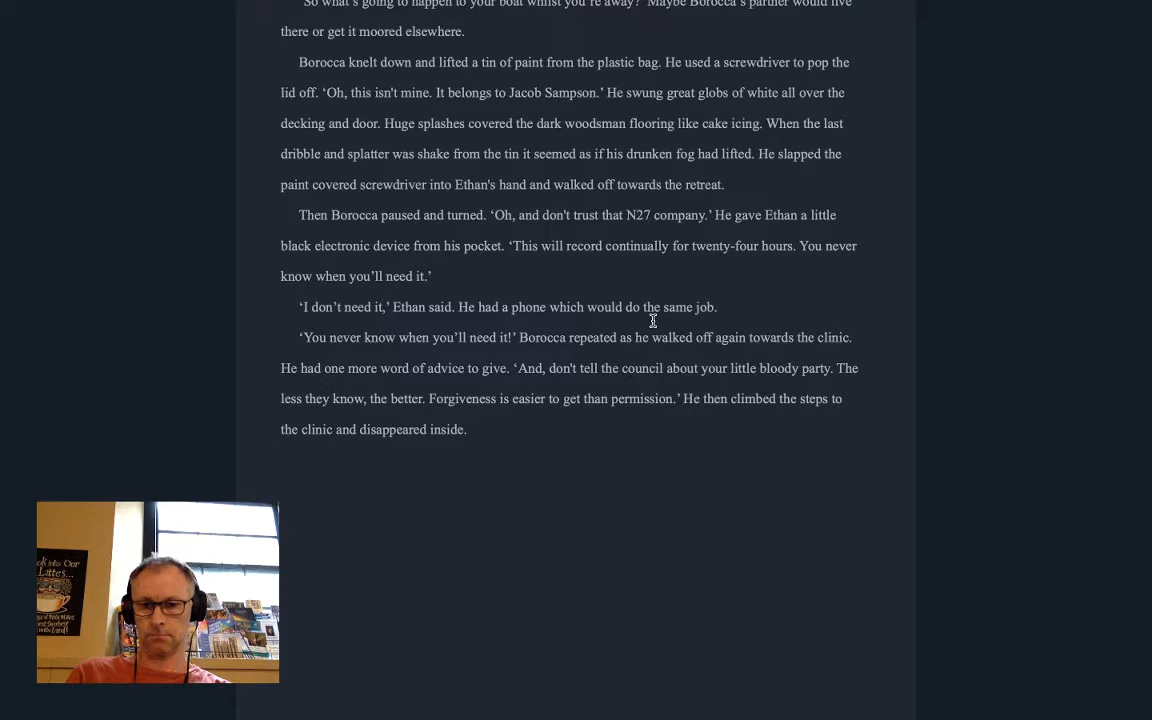 'So what's going to happen to your boat whilst you're away?' Maybe Borocca's partner would live
there or get it moored elsewhere.
Borocca knelt down and lifted a tin of paint from the plastic bag. He used a screwdriver to pop the
lid off. ‘Oh, this isn't mine. It belongs to Jacob Sampson.’ He swung great globs of white all over the
decking and door. Huge splashes covered the dark woodsman flooring like cake icing. When the last
dribble and splatter was shake from the tin it seemed as if his drunken fog had lifted. He slapped the
paint covered screwdriver into Ethan's hand and walked off towards the retreat.
Then Borocca paused and turned. ‘Oh, and don't trust that N27 company.’ He gave Ethan a little
black electronic device from his pocket. ‘This will record continually for twenty-four hours. You never
know when you’ll need it.’
‘I don’t need it,’ Ethan said. He had a phone which would do the same job.
‘You never know when you’ll need it!’ Borocca repeated as he walked off again towards the clinic.
He had one more word of advice to give. ‘And, don't tell the council about your little bloody party. The
less they know, the better. Forgiveness is easier to get than permission.’ He then climbed the steps to
the clinic and disappeared inside.
Our
Lattes...